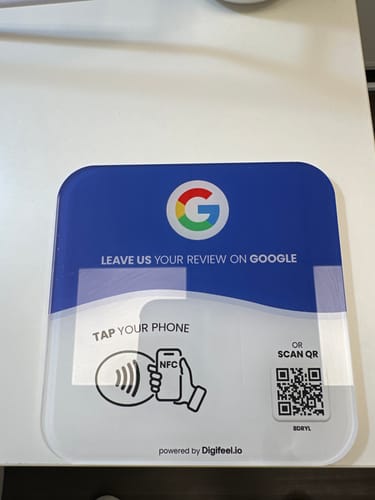 G
LEAVE US YOUR REVIEW ON GOOGLE
TAP YOUR PHONE
NFC
OR
SCAN QR
BDRYL
powered by Digifeel.io